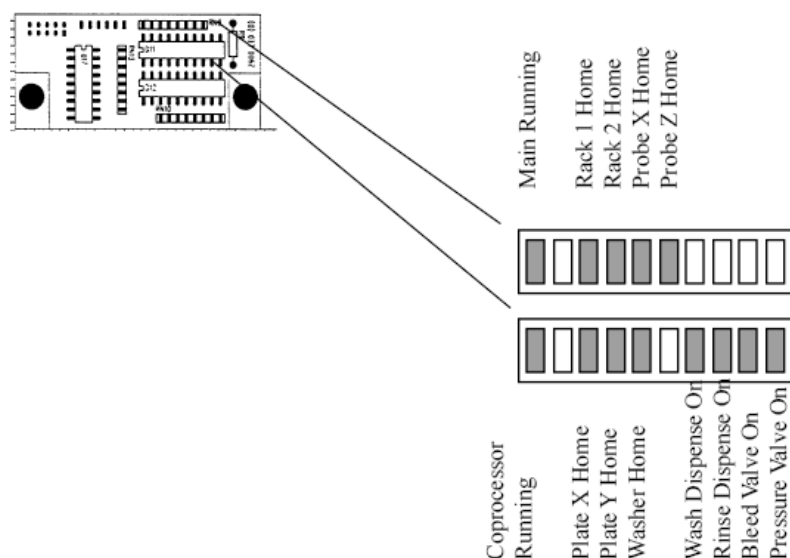 Main Running
Rack 1 Home
Rack 2 Home
Probe X Home
Probe Z Home
Coprocessor
Running
Plate X Home
Plate Y Home
Washer Home
Wash Dispense On
Rinse Dispense On
Bleed Valve On
Pressure Valve On